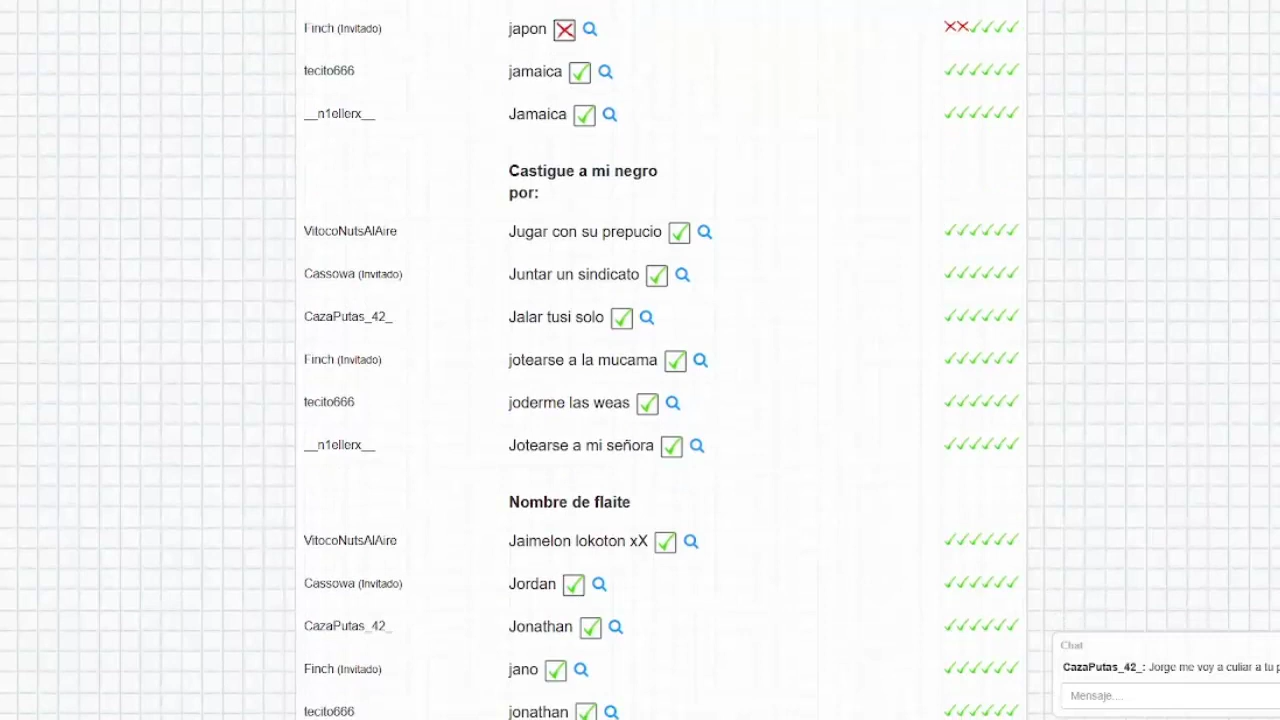 Finch (Invitado) japon
tecito666 jamaica
__n1ellerx__ Jamaica
Castigue a mi negro
por:
VitocoNutsAlAire Jugar con su prepucio
Cassowa (Invitado) Juntar un sindicato
CazaPutas_42_ Jalar tusi solo
Finch (Invitado) jotearse a la mucama
tecito666 joderme las weas
__n1ellerx__ Jotearse a mi señora
Nombre de flaite
VitocoNutsAlAire Jaimelon lokoton xX
Cassowa (Invitado) Jordan
CazaPutas_42_ Jonathan
Finch (Invitado) jano
tecito666 jonathan
Chat
CazaPutas_42_: Jorge me voy a culiar a tu p
Mensaje....